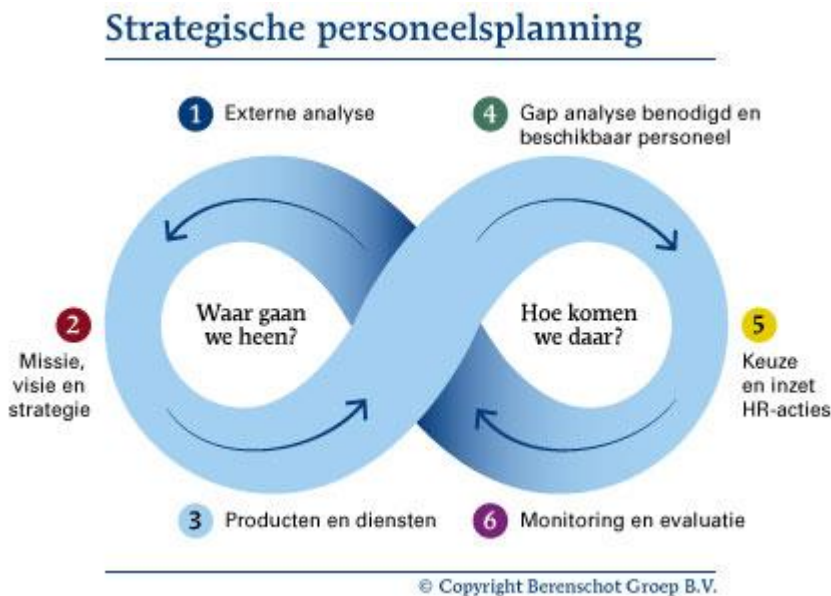 Strategische personeelsplanning
1 Externe analyse
4 Gap analyse benodigd en
beschikbaar personeel
Waar gaan
we heen?
Hoe komen
we daar?
2
Missie,
visie en
strategie
5
Keuze
en inzet
HR-acties
3 Producten en diensten
6 Monitoring en evaluatie
© Copyright Berenschot Groep B.V.